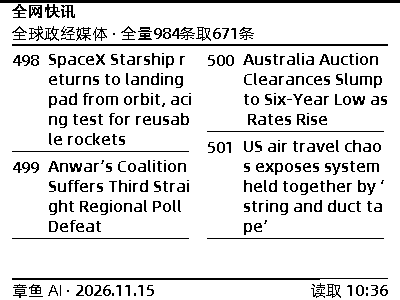 全网快讯
全球政经媒体 · 全量984条取671条
498 SpaceX Starship r
eturns to landing
pad from orbit, aci
ng test for reusab
le rockets
499 Anwar’s Coalition
Suffers Third Strai
ght Regional Poll
Defeat
500 Australia Auction
Clearances Slump
to Six-Year Low as
Rates Rise
501 US air travel chao
s exposes system
held together by ‘
string and duct ta
pe’
章鱼 AI · 2026.11.15
读取 10:36